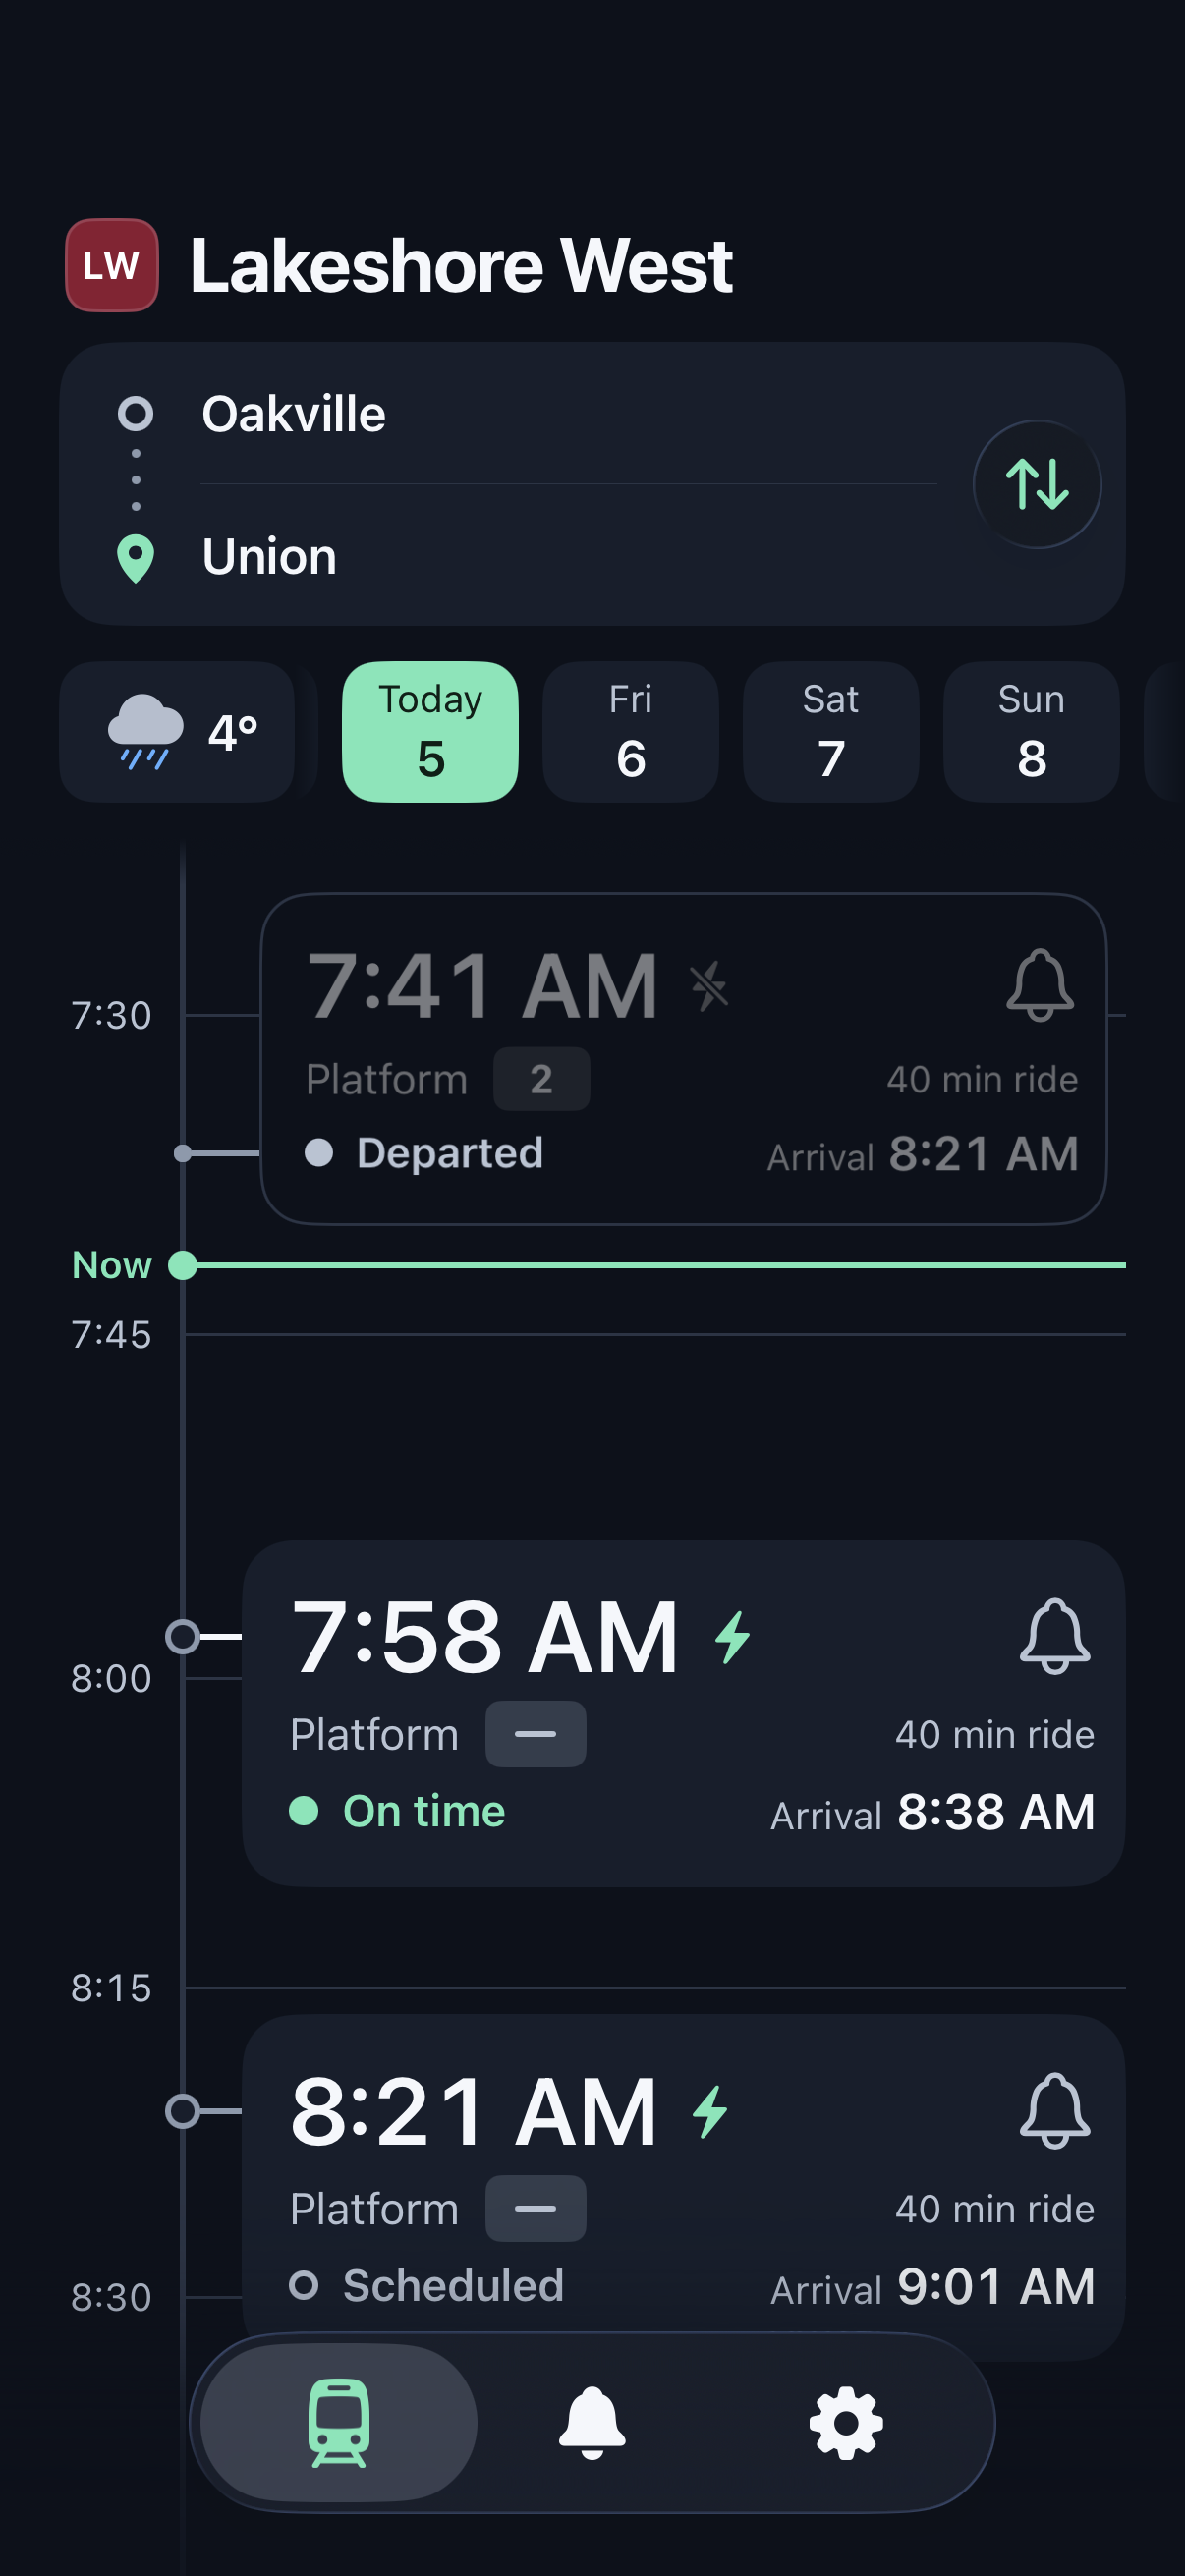 LW Lakeshore West
Oakville
Union
4°
Today
5
Fri
6
Sat
7
Sun
8
7:30
7:41 AM
Platform 2
40 min ride
Departed
Arrival 8:21 AM
Now
7:45
7:58 AM
8:00
Platform —
40 min ride
On time
Arrival 8:38 AM
8:15
8:21 AM
Platform —
40 min ride
8:30
Scheduled
Arrival 9:01 AM